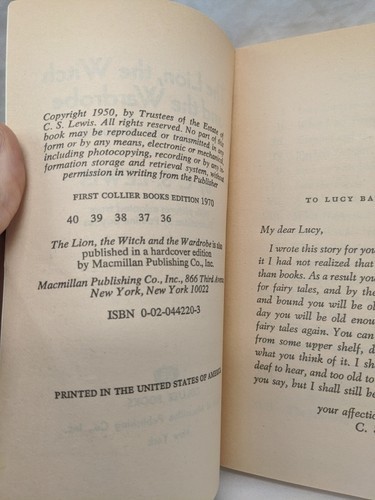 Copyright 1950, by Trustees of the Estate of
C. S. Lewis. All rights reserved. No part of this
book may be reproduced or transmitted in any
form or by any means, electronic or mechanical,
including photocopying, recording or by any in-
formation storage and retrieval system, without
permission in writing from the Publisher
FIRST COLLIER BOOKS EDITION 1970
40 39 38 37 36
The Lion, the Witch and the Wardrobe is also
published in a hardcover edition
by Macmillan Publishing Co., Inc.
Macmillan Publishing Co., Inc., 866 Third Avenue
New York, New York 10022
ISBN 0-02-044220-3
PRINTED IN THE UNITED STATES OF AMERICA
TO LUCY BA
My dear Lucy,
I wrote this story for you
it I had not realized that
than books. As a result you
for fairy tales, and by the
and bound you will be ol
day you will be old enou
fairy tales again. You can
from some upper shelf, d
what you think of it. I sh
deaf to hear, and too old to
you say, but I shall still be
your affectio
C. S